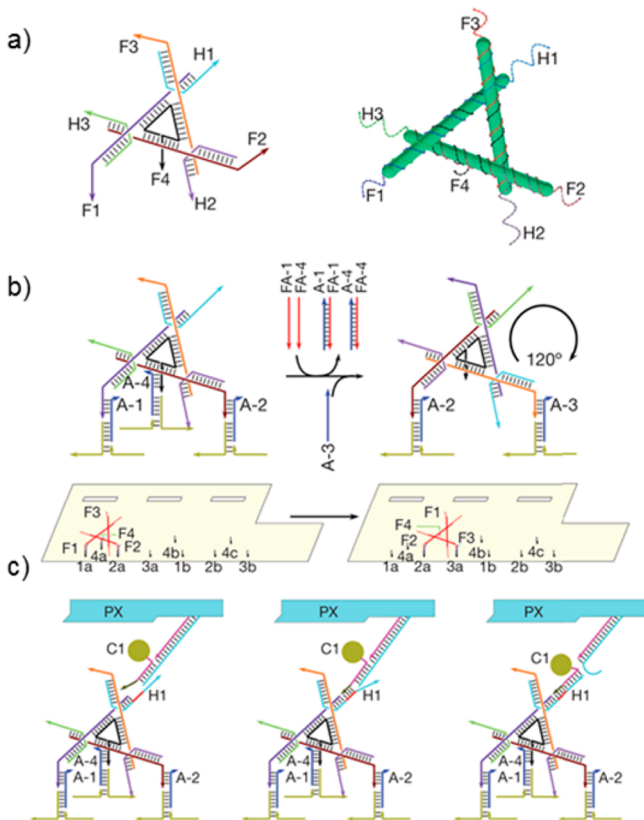 a)
F3
H1
H3
F2
F4
F1
H2
F3
H1
H3
F1
F4
F2
H2
b)
FA-1
FA-4
A-1
FA-1
A-4
FA-4
120º
A-4
A-1
A-2
A-3
A-2
A-3
F3
F4
F1
F2
1a
4a
2a
3a
4b
1b
2b
4c
3b
F1
F4
F2
F3
1a
4a
2a
3a
4b
1b
2b
4c
3b
c)
PX
C1
H1
A-4
A-1
A-2
PX
C1
H1
A-4
A-1
A-2
PX
C1
H1
A-4
A-1
A-2